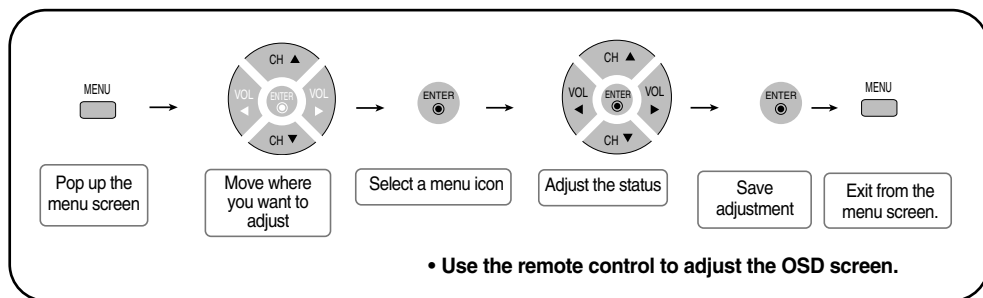 MENU
CH ▲
VOL ◀
ENTER
VOL ▶
CH ▼
ENTER
CH ▲
VOL ◀
ENTER
VOL ▶
CH ▼
ENTER
MENU
Pop up the
menu screen
Move where
you want to
adjust
Select a menu icon
Adjust the status
Save
adjustment
Exit from the
menu screen.
• Use the remote control to adjust the OSD screen.